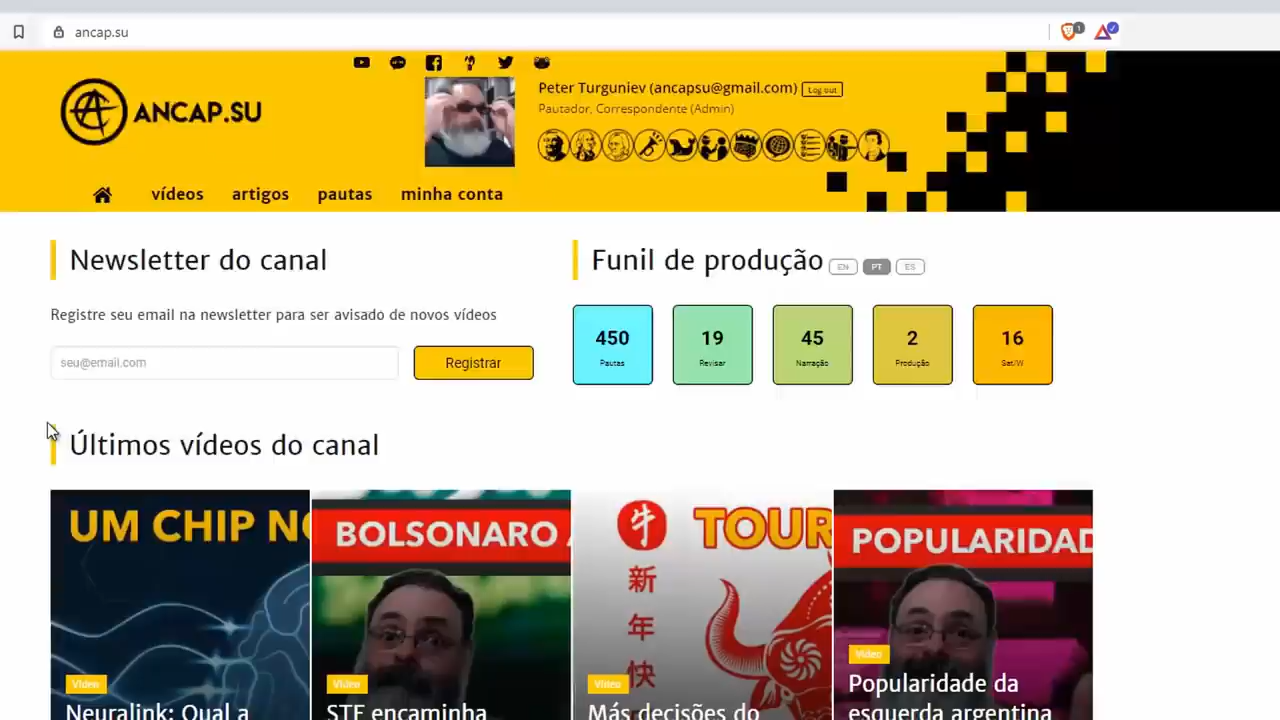 ancap.su
1
ANCAP.SU
Peter Turguniev (ancapsu@gmail.com) Log out
Pautador, Correspondente (Admin)
vídeos artigos pautas minha conta
Newsletter do canal
Funil de produção EN PT ES
Registre seu email na newsletter para ser avisado de novos vídeos
seu@email.com Registrar
450 19 45 2 16
Pautas Revisar Narração Produção Sat/W
Últimos vídeos do canal
UM CHIP NO
BOLSONARO
牛
新
年
快
TOUR
POPULARIDAD
Vídeo
Neuralink: Qual a
Vídeo
STF encaminha
Vídeo
Más decisões do
Vídeo
Popularidade da
esquerda argentina